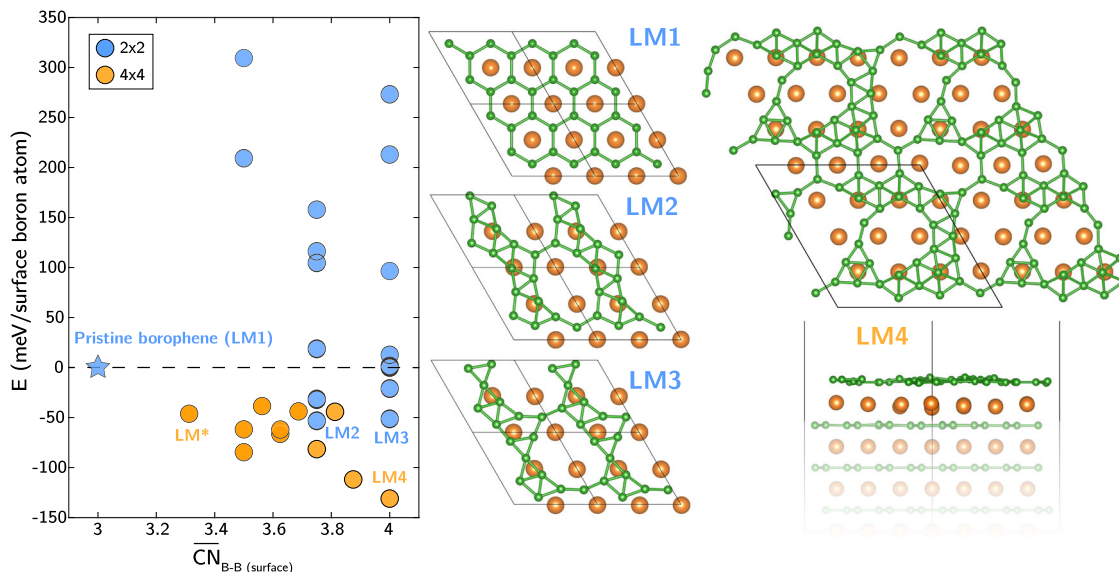 350
300
250
200
150
100
50
0
-50
-100
-150
E (meV/surface boron atom)
2x2
4x4
Pristine borophene (LM1)
LM*
LM2
LM3
LM4
3
3.2
3.4
3.6
3.8
4
CN B-B (surface)
LM1
LM2
LM3
LM4